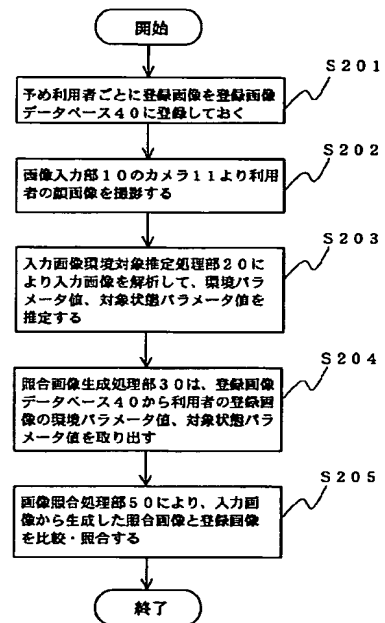 開始
S201
予め利用者ごとに登録画像を登録画像
データベース40に登録しておく
S202
画像入力部10のカメラ11より利用
者の顔画像を撮影する
S203
入力画像環境対象推定処理部20に
より入力画像を解析して、環境パラ
メータ値、対象状態パラメータ値を
推定する
S204
照合画像生成処理部30は、登録画像
データベース40から利用者の登録画
像の環境パラメータ値、対象状態パラ
メータ値を取り出す
S205
画像照合処理部50により、入力画
像から生成した照合画像と登録画像
を比較・照合する
終了